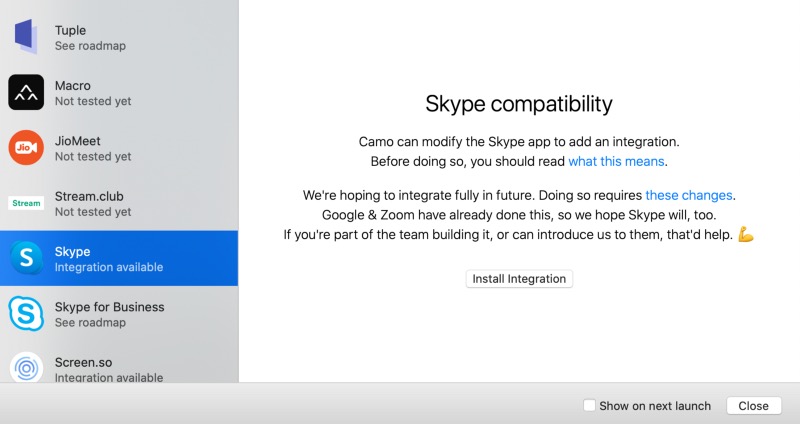 Tuple
See roadmap
Macro
Not tested yet
Jio
JioMeet
Not tested yet
Stream
Stream.club
Not tested yet
S
Skype
Integration available
S
Skype for Business
See roadmap
Screen.so
Integration available
Skype compatibility
Camo can modify the Skype app to add an integration.
Before doing so, you should read what this means.
We're hoping to integrate fully in future. Doing so requires these changes.
Google & Zoom have already done this, so we hope Skype will, too.
If you're part of the team building it, or can introduce us to them, that'd help. 💪
Install Integration
Show on next launch
Close